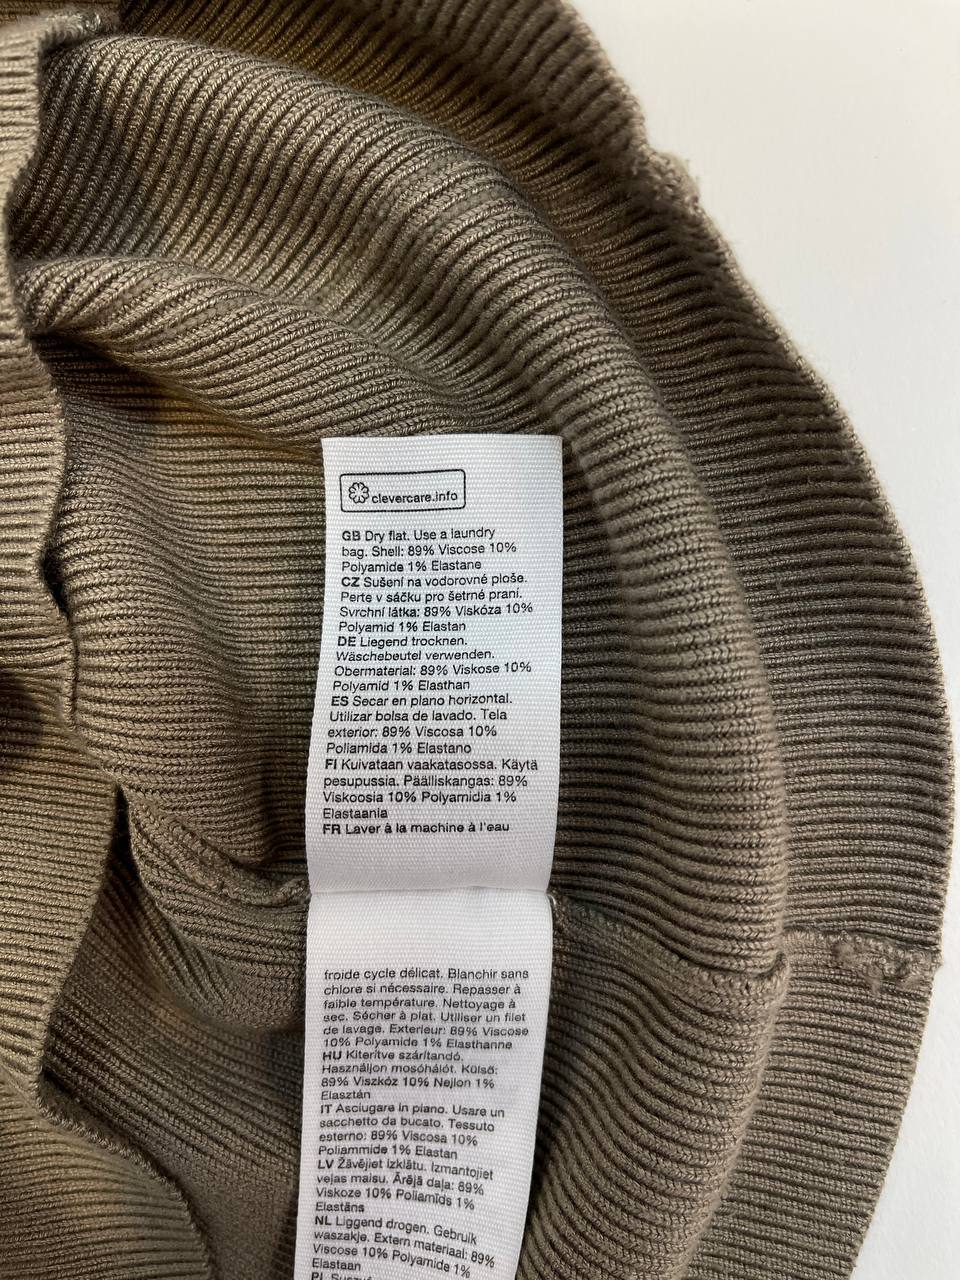 clevercare.info
GB Dry flat. Use a laundry
bag. Shell: 89% Viscose 10%
Polyamide 1% Elastane
CZ Sušení na vodorovné ploše.
Perte v sáčku pro šetrné praní.
Svrchní látka: 89% Viskóza 10%
Polyamid 1% Elastan
DE Liegend trocknen.
Wäschebeutel verwenden.
Obermaterial: 89% Viskose 10%
Polyamid 1% Elasthan
ES Secar en plano horizontal.
Utilizar bolsa de lavado. Tela
exterior: 89% Viscosa 10%
Poliamida 1% Elastano
FI Kuivataan vaakatasossa. Käytä
pesupussia. Päälliskangas: 89%
Viskoosia 10% Polyamidia 1%
Elastaania
FR Laver à la machine à l'eau
froide cycle délicat. Blanchir sans
chlore si nécessaire. Repasser à
faible température. Nettoyage à
sec. Sécher à plat. Utiliser un filet
de lavage. Exterieur: 89% Viscose
10% Polyamide 1% Elasthanne
HU Kiterítve szárítandó.
Használjon mosóhálót. Külső:
89% Viszkóz 10% Nejlon 1%
Elasztán
IT Asciugare in piano. Usare un
sacchetto da bucato. Tessuto
esterno: 89% Viscosa 10%
Poliammide 1% Elastan
LV Žāvējiet izklātu. Izmantojiet
veļas maisu. Ārējā daļa: 89%
Viskoze 10% Poliamīds 1%
Elastāns
NL Liggend drogen. Gebruik
waszakje. Extern materiaal: 89%
Viscose 10% Polyamide 1%
Elastaan